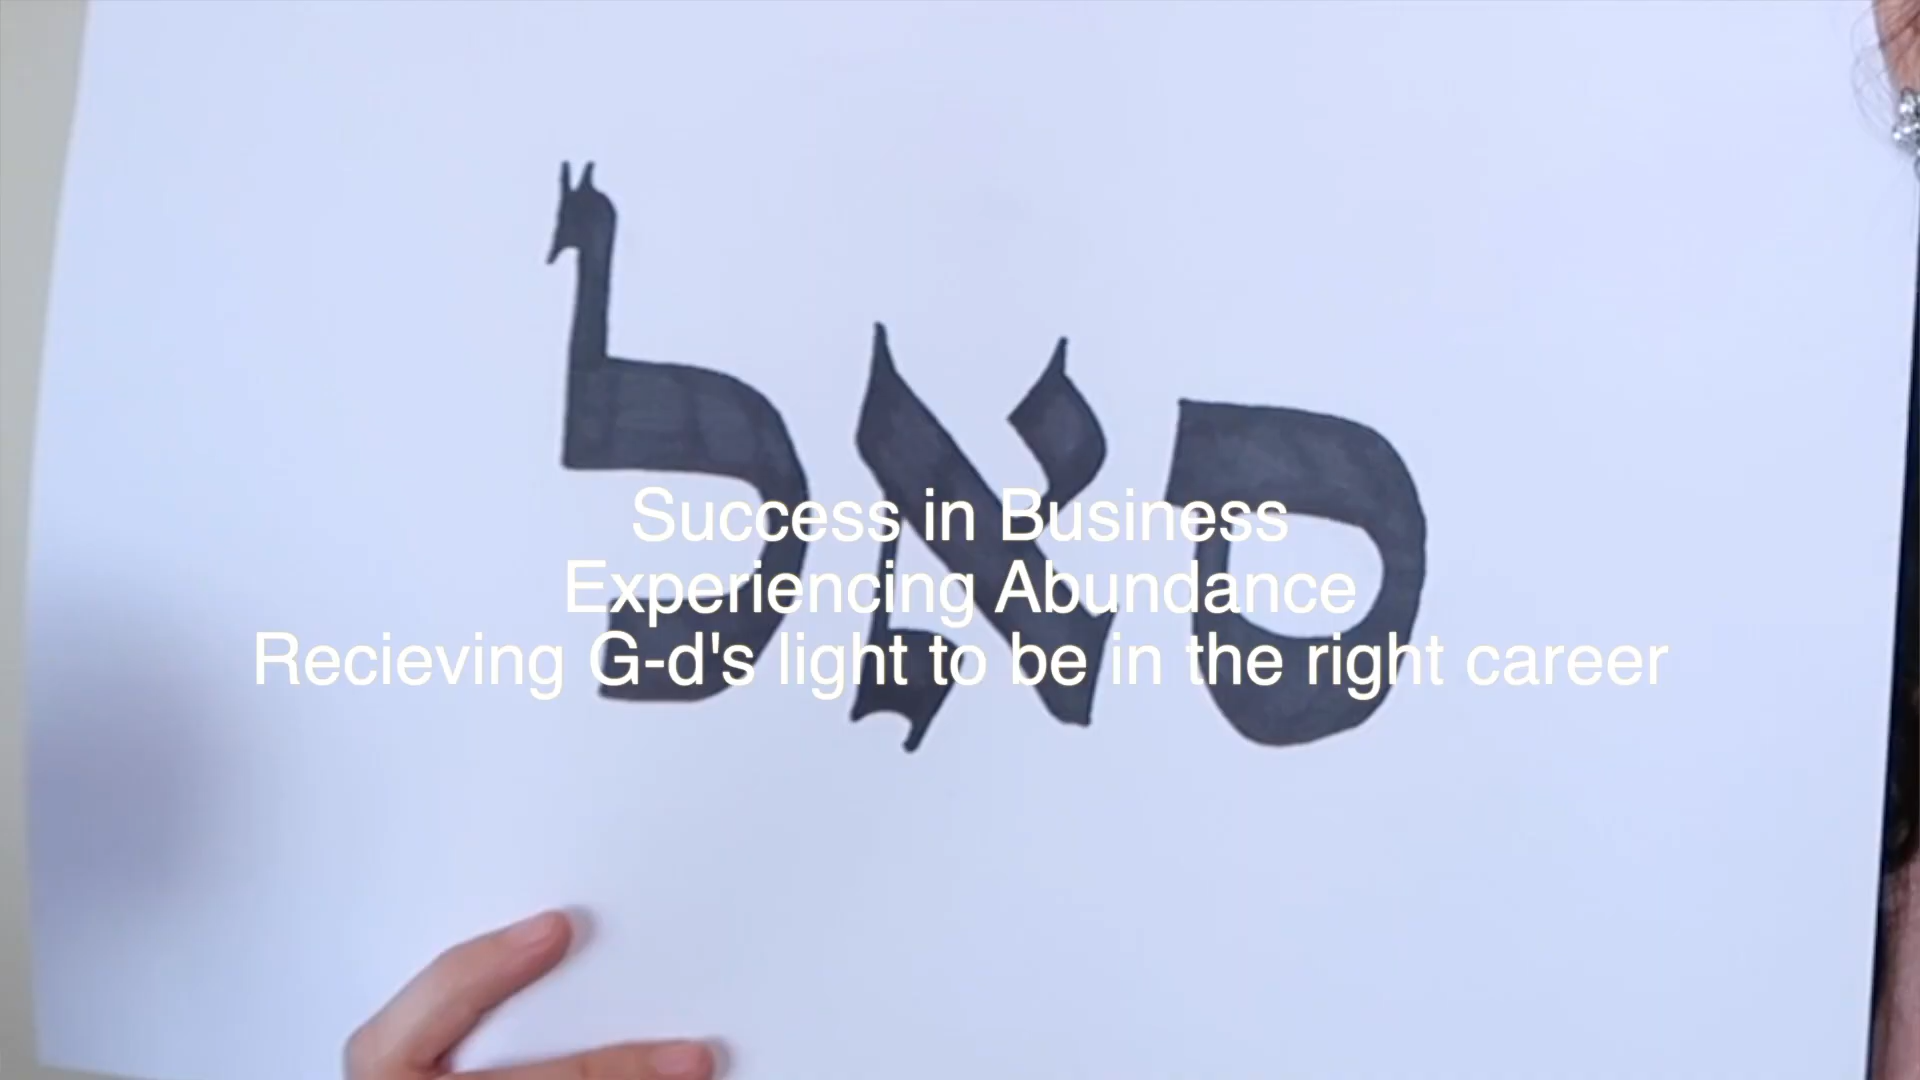 סאל
Success in Business
Experiencing Abundance
Recieving G-d's light to be in the right career